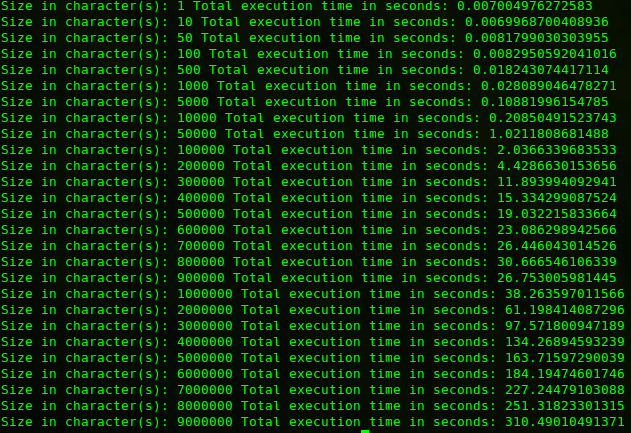 Size in character(s): 1 Total execution time in seconds: 0.007004976272583
Size in character(s): 10 Total execution time in seconds: 0.0069968700408936
Size in character(s): 50 Total execution time in seconds: 0.0081799030303955
Size in character(s): 100 Total execution time in seconds: 0.0082950592041016
Size in character(s): 500 Total execution time in seconds: 0.018243074417114
Size in character(s): 1000 Total execution time in seconds: 0.028089046478271
Size in character(s): 5000 Total execution time in seconds: 0.10881996154785
Size in character(s): 10000 Total execution time in seconds: 0.20850491523743
Size in character(s): 50000 Total execution time in seconds: 1.0211808681488
Size in character(s): 100000 Total execution time in seconds: 2.0366339683533
Size in character(s): 200000 Total execution time in seconds: 4.4286630153656
Size in character(s): 300000 Total execution time in seconds: 11.893994092941
Size in character(s): 400000 Total execution time in seconds: 15.334299087524
Size in character(s): 500000 Total execution time in seconds: 19.032215833664
Size in character(s): 600000 Total execution time in seconds: 23.086298942566
Size in character(s): 700000 Total execution time in seconds: 26.446043014526
Size in character(s): 800000 Total execution time in seconds: 30.666546106339
Size in character(s): 900000 Total execution time in seconds: 26.753005981445
Size in character(s): 1000000 Total execution time in seconds: 38.263597011566
Size in character(s): 2000000 Total execution time in seconds: 61.198414087296
Size in character(s): 3000000 Total execution time in seconds: 97.571800947189
Size in character(s): 4000000 Total execution time in seconds: 134.26894593239
Size in character(s): 5000000 Total execution time in seconds: 163.71597290039
Size in character(s): 6000000 Total execution time in seconds: 184.19474601746
Size in character(s): 7000000 Total execution time in seconds: 227.24479103088
Size in character(s): 8000000 Total execution time in seconds: 251.31823301315
Size in character(s): 9000000 Total execution time in seconds: 310.49010491371